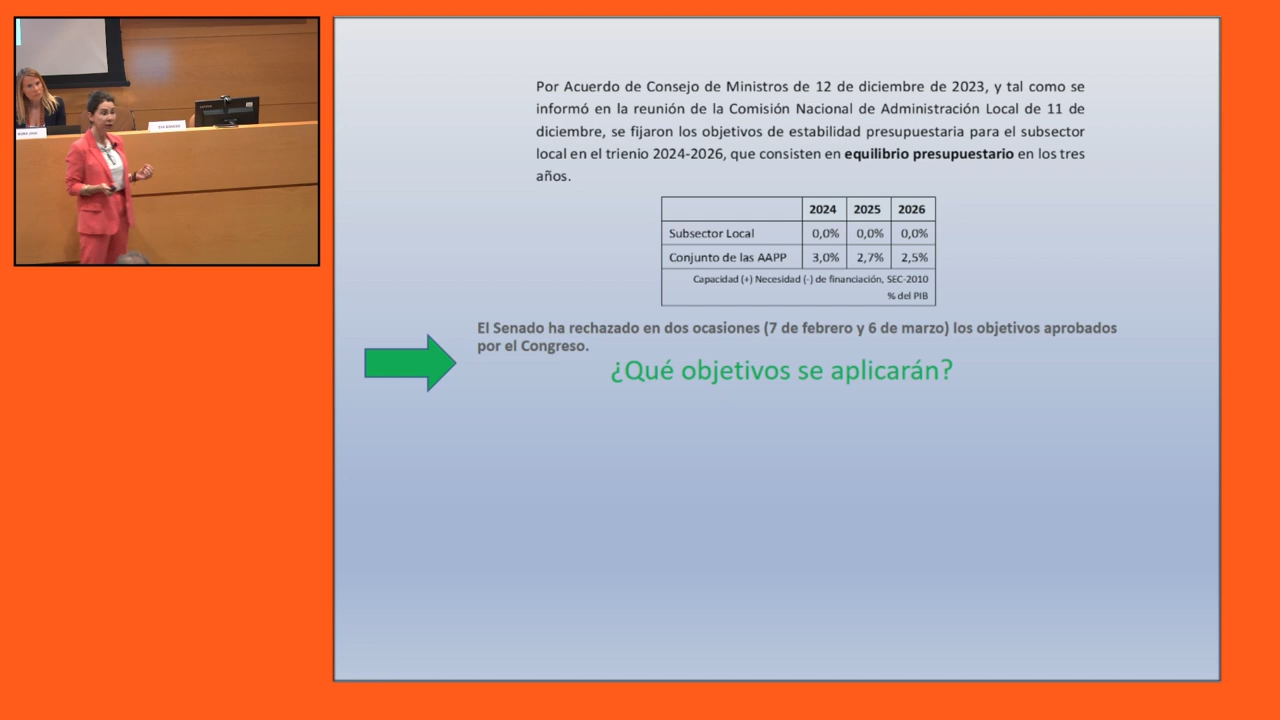 Por Acuerdo de Consejo de Ministros de 12 de diciembre de 2023, y tal como se
informó en la reunión de la Comisión Nacional de Administración Local de 11 de
diciembre, se fijaron los objetivos de estabilidad presupuestaria para el subsector
local en el trienio 2024-2026, que consisten en equilibrio presupuestario en los tres
años.
2024 2025 2026
Subsector Local 0,0% 0,0% 0,0%
Conjunto de las AAPP 3,0% 2,7% 2,5%
Capacidad (+) Necesidad (-) de financiación, SEC-2010
% del PIB
El Senado ha rechazado en dos ocasiones (7 de febrero y 6 de marzo) los objetivos aprobados
por el Congreso.
¿Qué objetivos se aplicarán?